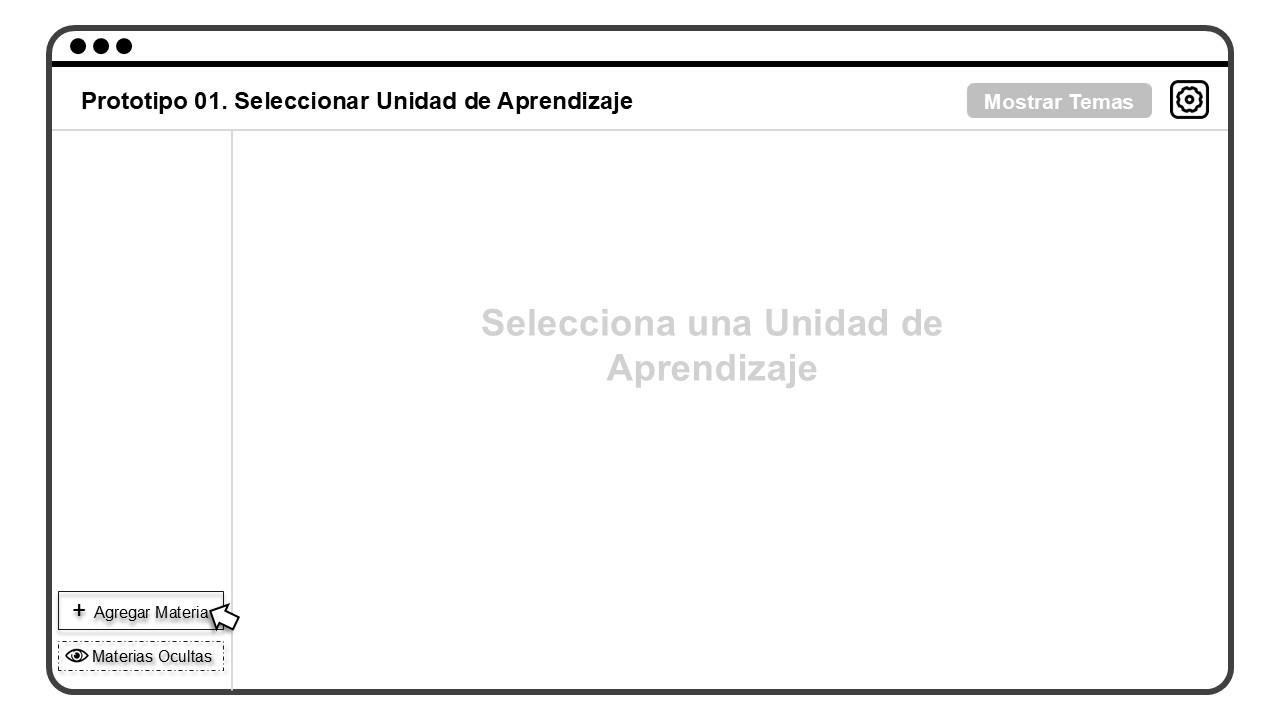 Prototipo 01. Seleccionar Unidad de Aprendizaje
Mostrar Temas
Selecciona una Unidad de
Aprendizaje
+ Agregar Materia
Materias Ocultas